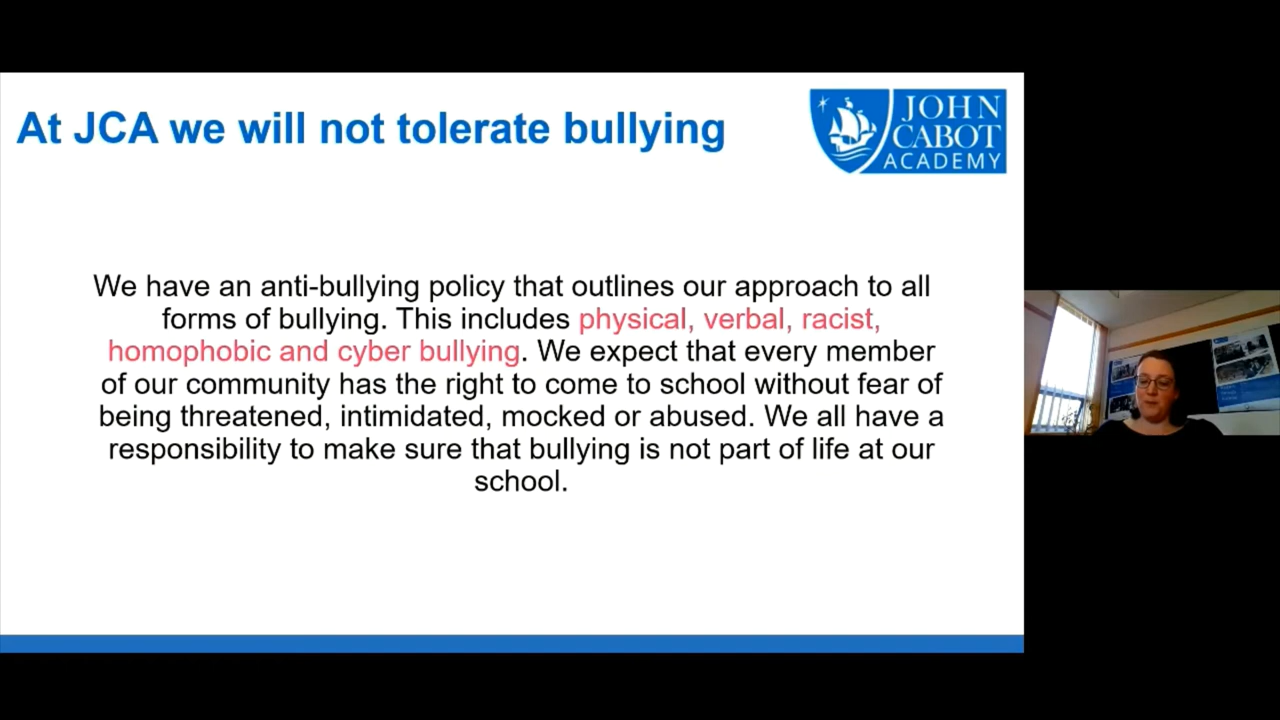 At JCA we will not tolerate bullying
JOHN
CABOT
ACADEMY
We have an anti-bullying policy that outlines our approach to all
forms of bullying. This includes physical, verbal, racist,
homophobic and cyber bullying. We expect that every member
of our community has the right to come to school without fear of
being threatened, intimidated, mocked or abused. We all have a
responsibility to make sure that bullying is not part of life at our
school.